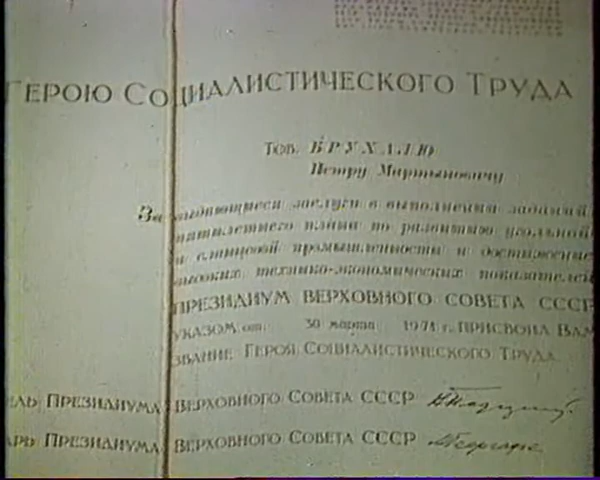 ГЕРОЮ СОЦИАЛИСТИЧЕСКОГО ТРУДА
Тов. БРУХАЛЮ
Петру Мартыновичу
За выдающиеся заслуги в выполнении заданий
пятилетнего плана по развитию угольной
и сланцевой промышленности и достижение
высоких технико-экономических показателей
ПРЕЗИДИУМ ВЕРХОВНОГО СОВЕТА СССР
УКАЗОМ от 30 марта 1971 г. ПРИСВОИЛ ВАМ
ЗВАНИЕ ГЕРОЯ СОЦИАЛИСТИЧЕСКОГО ТРУДА
ЕЛЬ ПРЕЗИДИУМА ВЕРХОВНОГО СОВЕТА СССР
АРЬ ПРЕЗИДИУМА ВЕРХОВНОГО СОВЕТА СССР